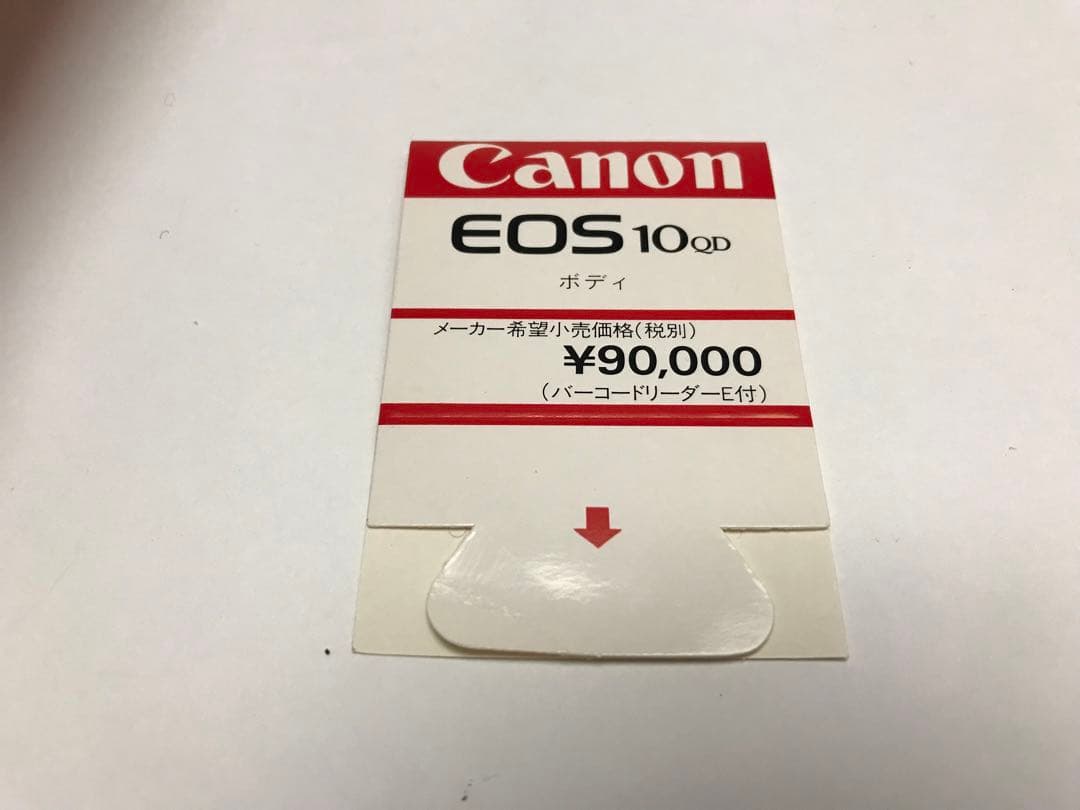 Canon
EOS 10QD
ボディ
メーカー希望小売価格(税別)
¥90,000
(バーコードリーダーE付)